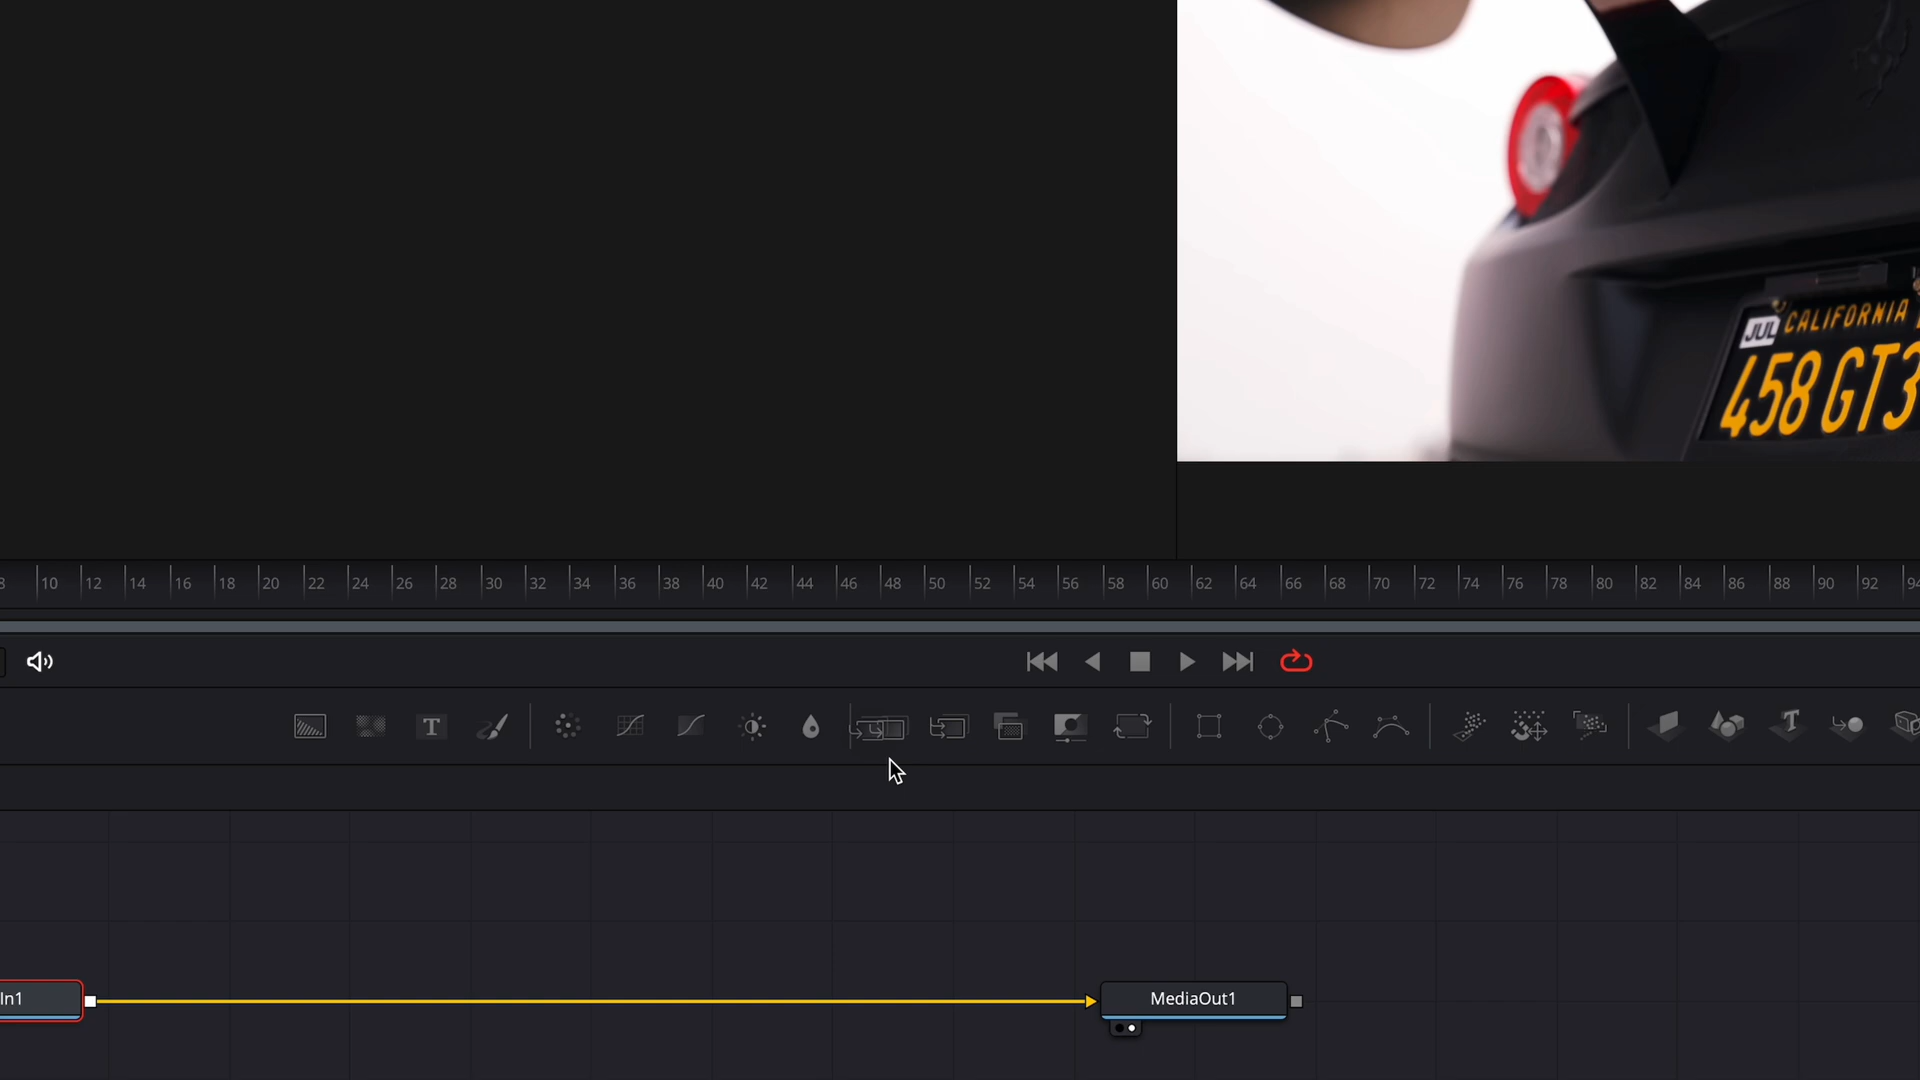 JUL CALIFORNIA
458 GT3
8 10 12 14 16 18 20 22 24 26 28 30 32 34 36 38 40 42 44 46 48 50 52 54 56 58 60 62 64 66 68 70 72 74 76 78 80 82 84 86 88 90 92 94
T T
In1 MediaOut1